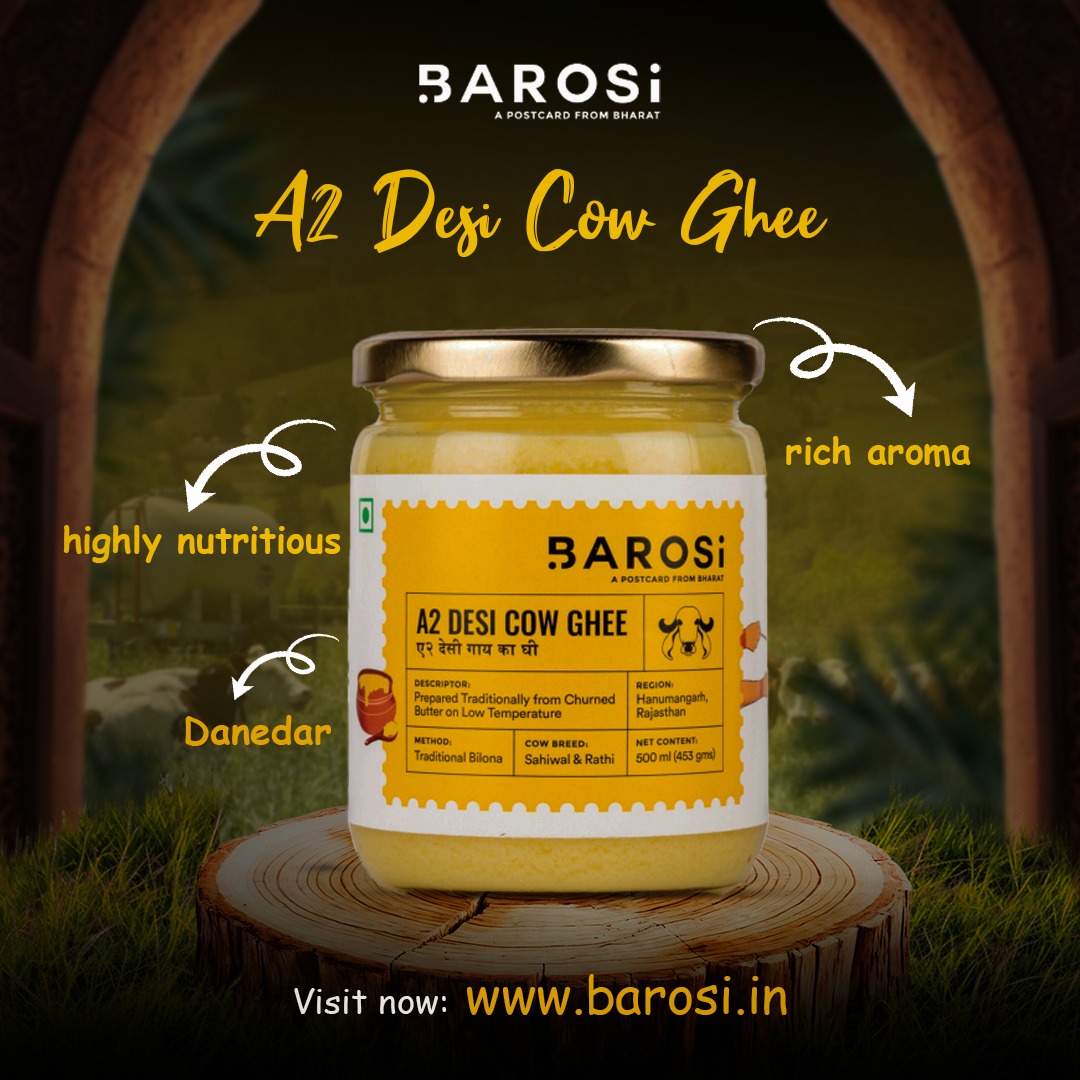 BAROSi
A POSTCARD FROM BHARAT
A2 Desi Cow Ghee
rich aroma
highly nutritious
Danedar
BAROSi
A POSTCARD FROM BHARAT
A2 DESI COW GHEE
ए२ देसी गाय का घी
DESCRIPTOR:
Prepared Traditionally from Churned
Butter on Low Temperature
REGION:
Hanumangarh,
Rajasthan
METHOD:
Traditional Bilona
COW BREED:
Sahiwal & Rathi
NET CONTENT:
500 ml (453 gms)
Visit now: www.barosi.in